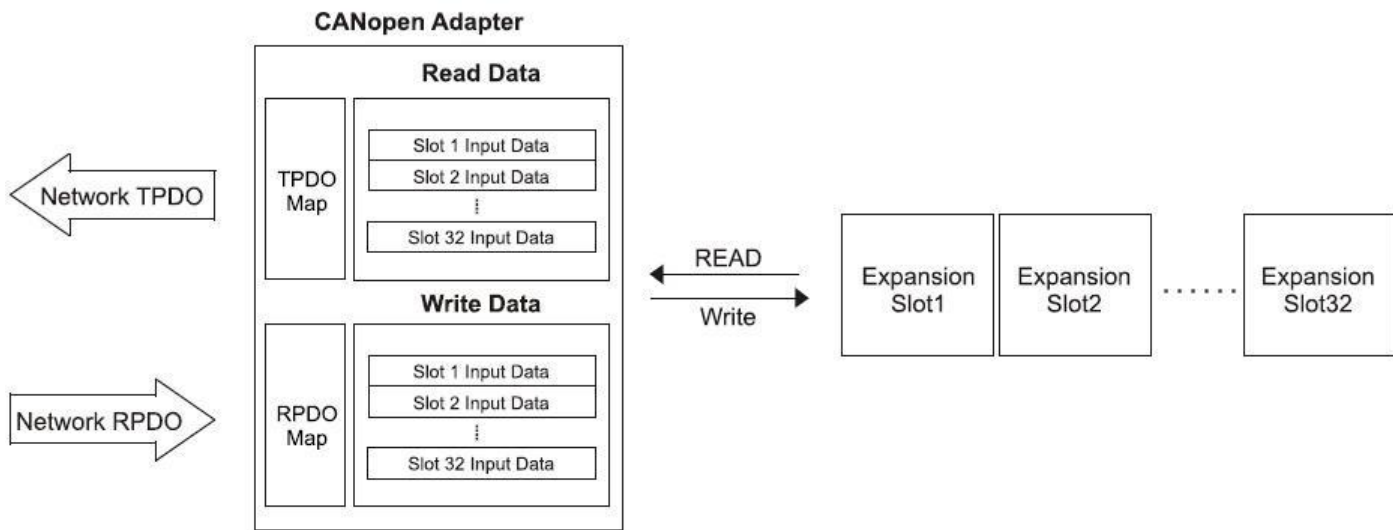 CANopen Adapter
Read Data
TPDO
Map
Slot 1 Input Data
Slot 2 Input Data
Slot 32 Input Data
Network TPDO
Write Data
RPDO
Map
Slot 1 Input Data
Slot 2 Input Data
Slot 32 Input Data
Network RPDO
READ
Write
Expansion
Slot1
Expansion
Slot2
Expansion
Slot32